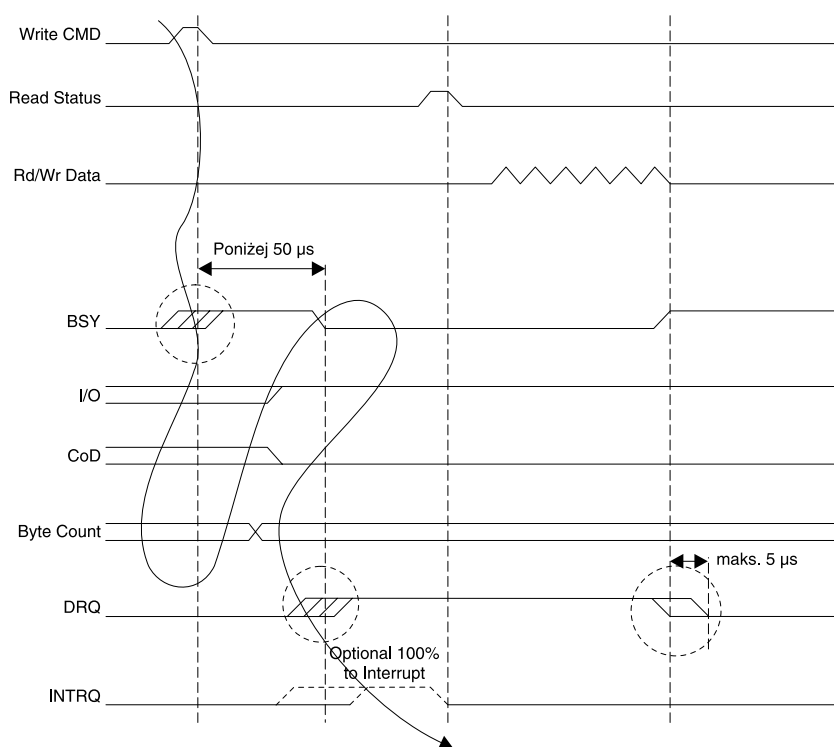 Write CMD
Read Status
Rd/Wr Data
Poniżej 50 μs
BSY
I/O
CoD
Byte Count
maks. 5 μs
DRQ
Optional 100%
to Interrupt
INTRQ